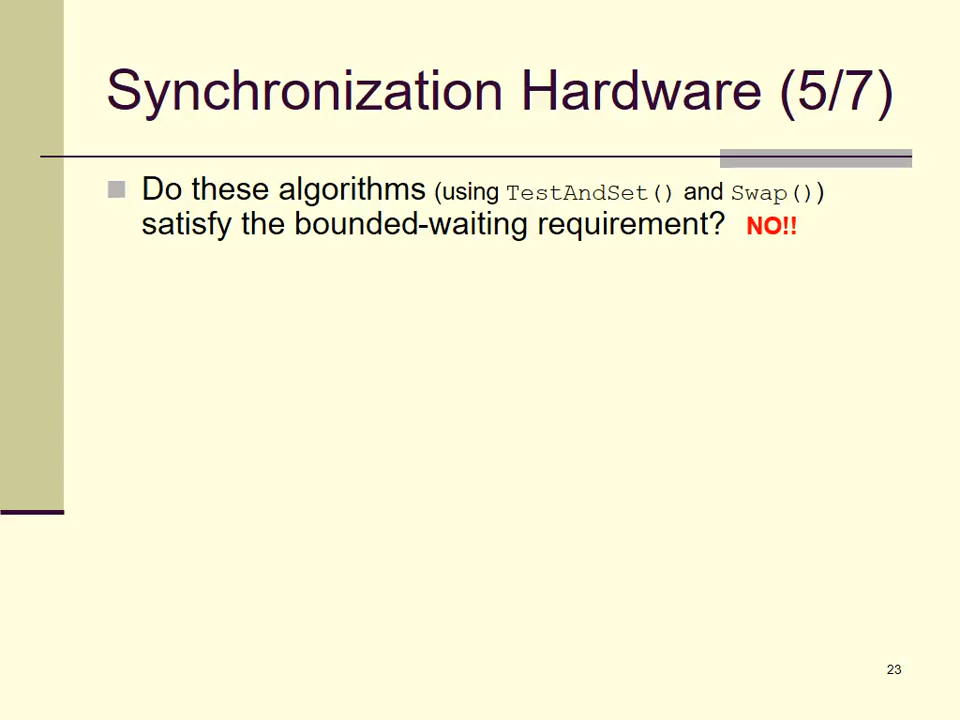 Synchronization Hardware (5/7)
Do these algorithms (using TestAndSet() and Swap())
satisfy the bounded-waiting requirement? NO!!
23